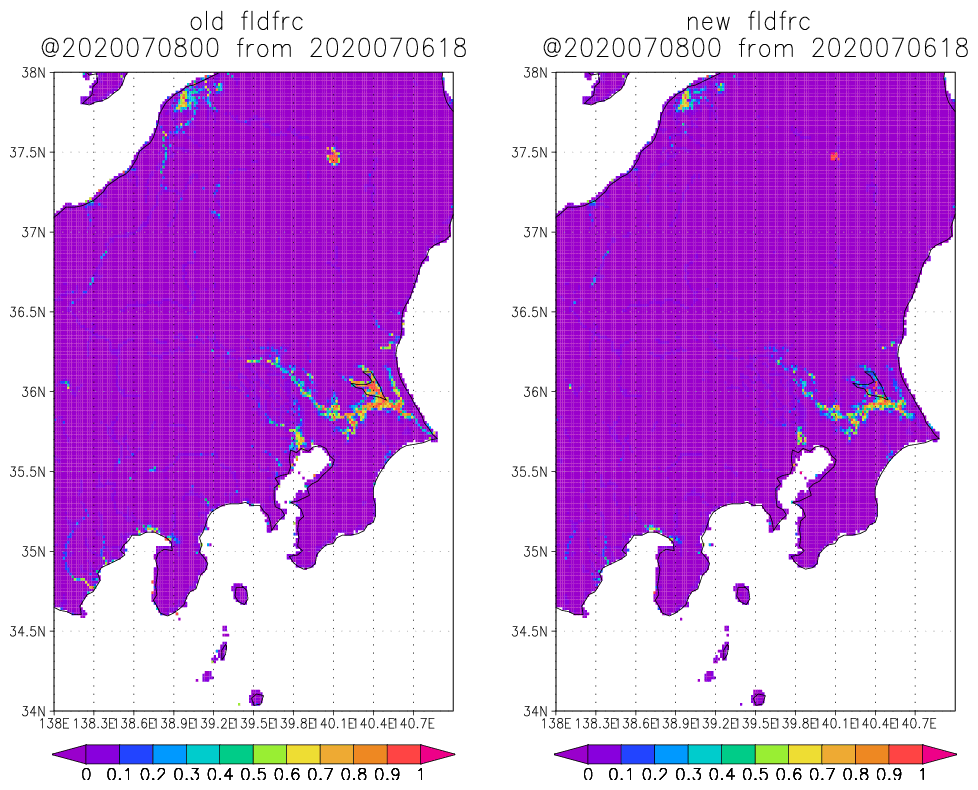 old fldfrc
@2020070800 from 2020070618
new fldfrc
@2020070800 from 2020070618
38N
37.5N
37N
36.5N
36N
35.5N
35N
34.5N
34N
138E 138.3E 138.6E 138.9E 139.2E 139.5E 139.8E 140.1E 140.4E 140.7E
0 0.1 0.2 0.3 0.4 0.5 0.6 0.7 0.8 0.9 1
38N
37.5N
37N
36.5N
36N
35.5N
35N
34.5N
34N
138E 138.3E 138.6E 138.9E 139.2E 139.5E 139.8E 140.1E 140.4E 140.7E
0 0.1 0.2 0.3 0.4 0.5 0.6 0.7 0.8 0.9 1